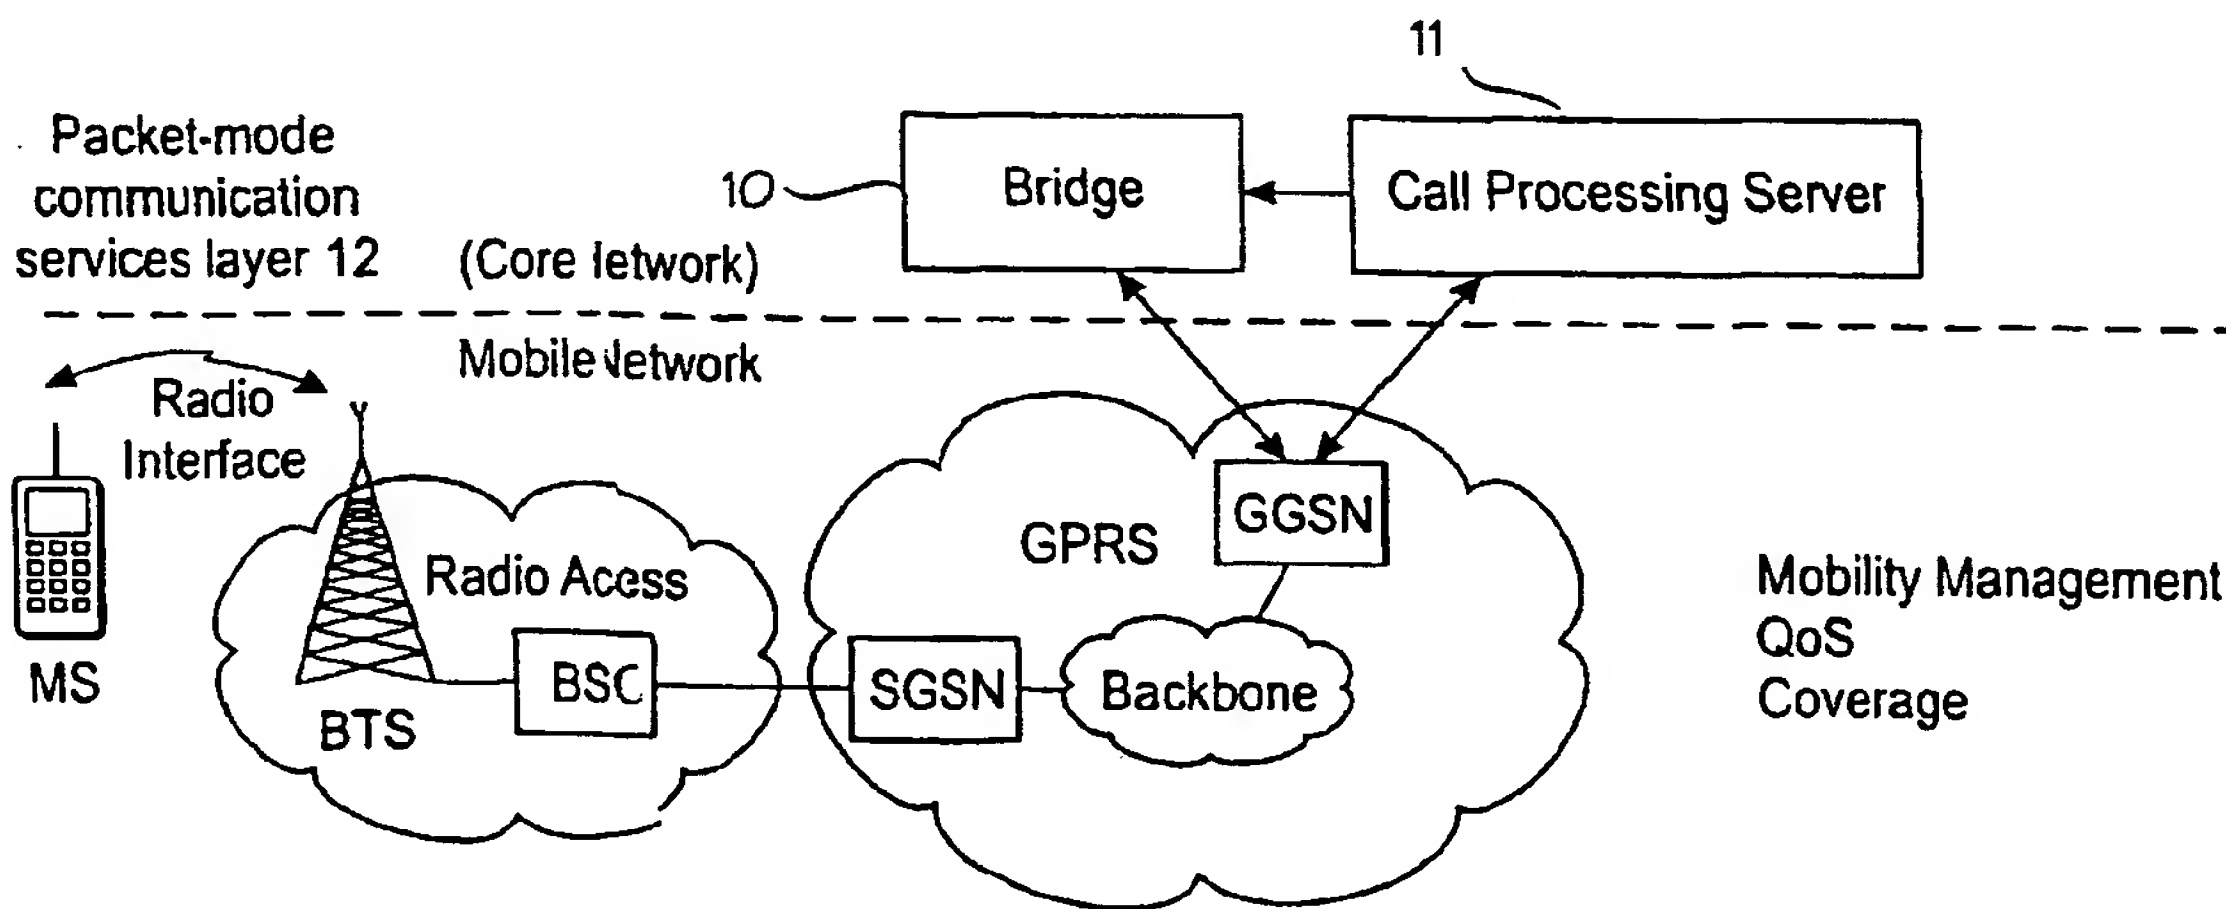 11
Packet-mode
communication
services layer 12
(Core letwork)
10
Bridge
Call Processing Server
Mobile Network
Radio
Interface
MS
Radio Acess
BTS
BSC
GPRS
GGSN
SGSN
Backbone
Mobility Management
QoS
Coverage